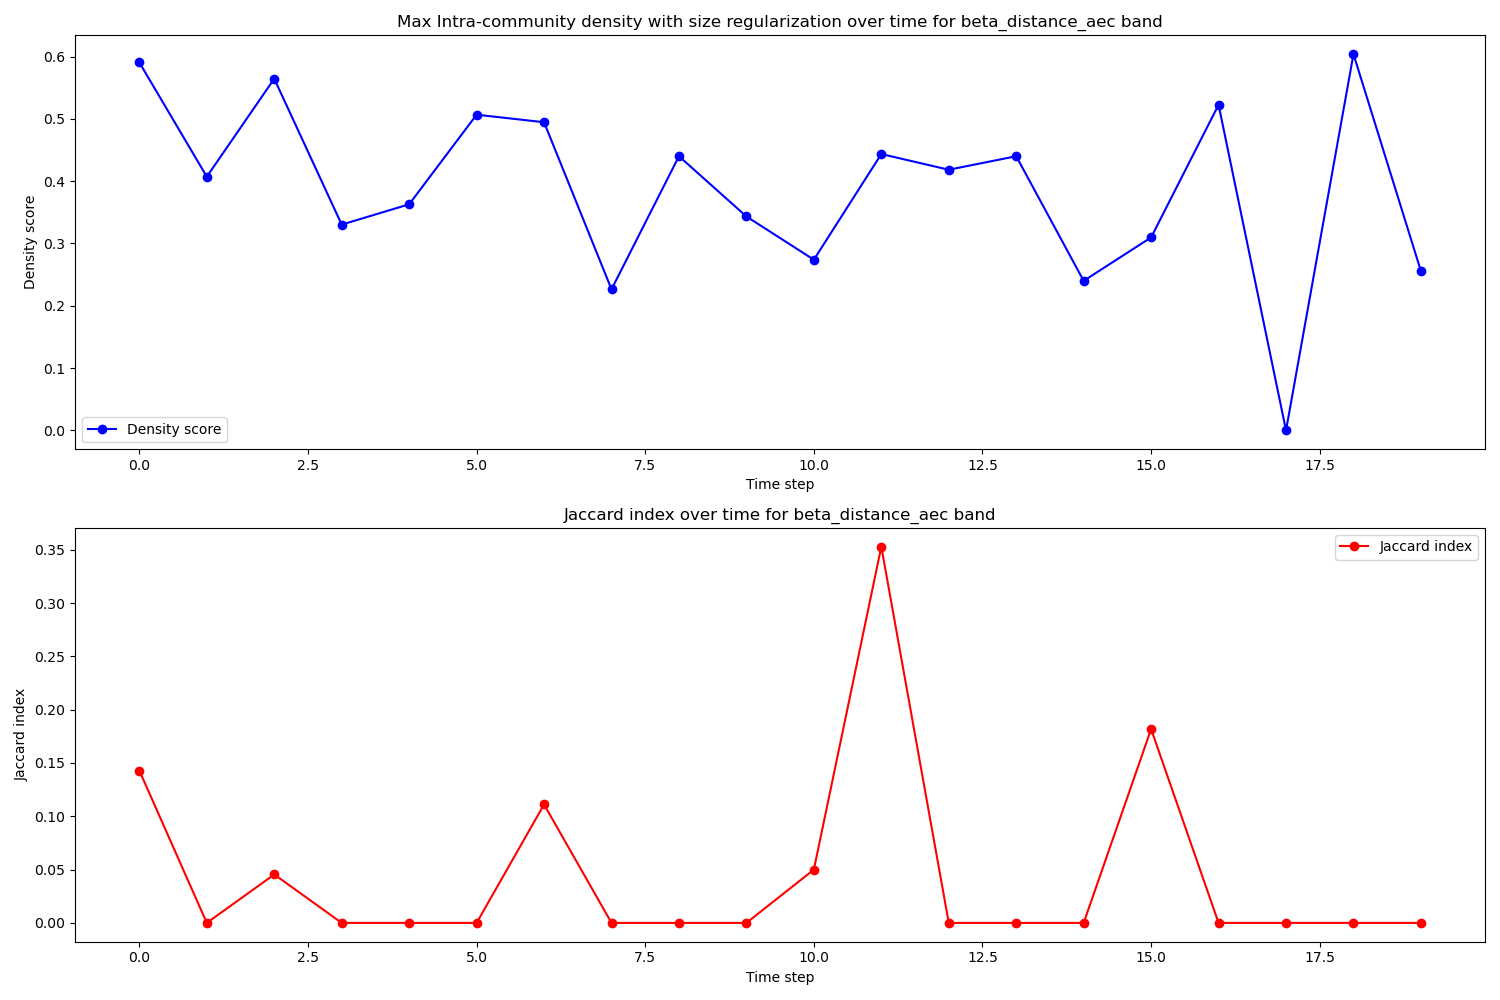 Max Intra-community density with size regularization over time for beta_distance_aec band
Density score
0.6
0.5
0.4
0.3
0.2
0.1
0.0
Density score
0.0 2.5 5.0 7.5 10.0 12.5 15.0 17.5
Time step
Jaccard index over time for beta_distance_aec band
Jaccard index
0.35
0.30
0.25
0.20
0.15
0.10
0.05
0.00
Jaccard index
0.0 2.5 5.0 7.5 10.0 12.5 15.0 17.5
Time step